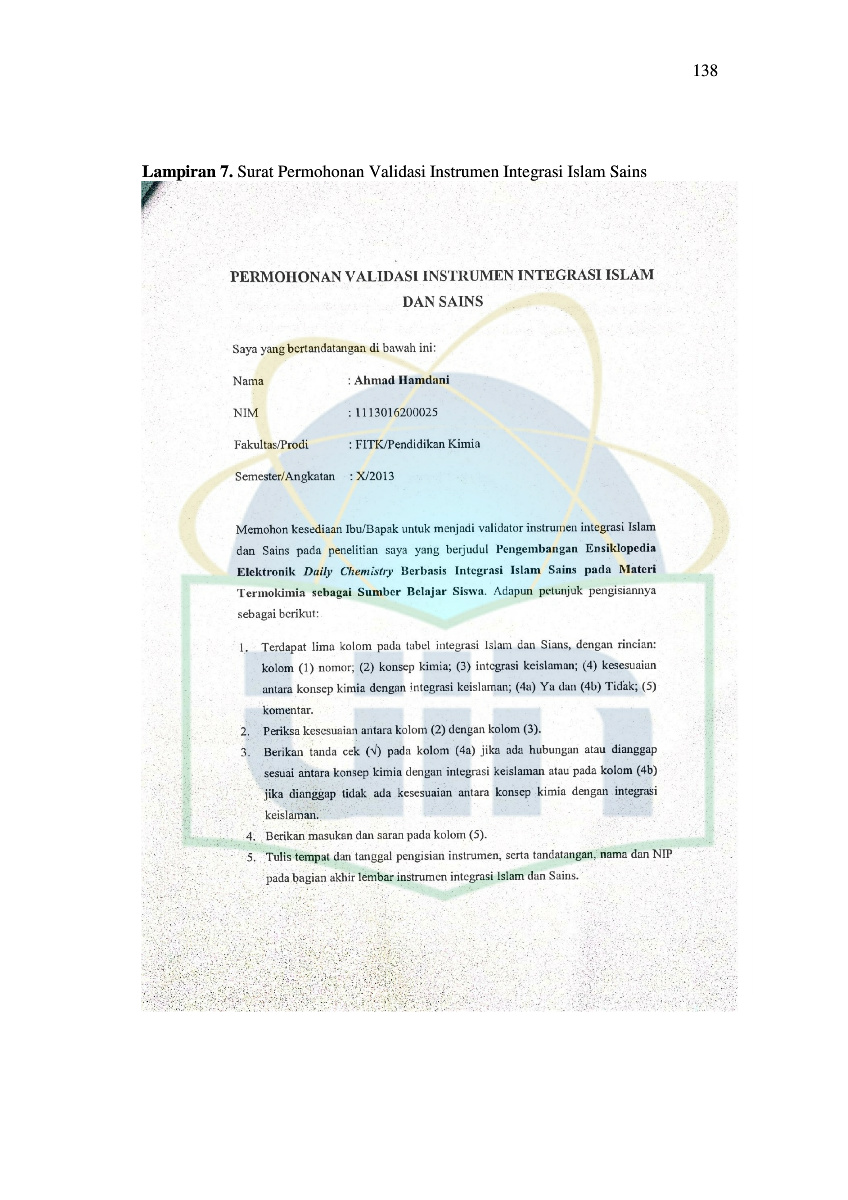 138
Lampiran 7. Surat Permohonan Validasi Instrumen Integrasi Islam Sains
PERMOHONAN VALIDASI INSTRUMEN INTEGRASI ISLAM
DAN SAINS
Saya yang bertandatangan di bawah ini:
Nama : Ahmad Hamdani
NIM : 1113016200025
Fakultas/Prodi : FITK/Pendidikan Kimia
Semester/Angkatan : X/2013
Memohon kesediaan Ibu/Bapak untuk menjadi validator instrumen integrasi Islam
dan Sains pada penelitian saya yang berjudul Pengembangan Ensiklopedia
Elektronik Daily Chemistry Berbasis Integrasi Islam Sains pada Materi
Termokimia sebagai Sumber Belajar Siswa. Adapun petunjuk pengisiannya
sebagai berikut:
1. Terdapat lima kolom pada tabel integrasi Islam dan Sians, dengan rincian:
kolom (1) nomor; (2) konsep kimia; (3) integrasi keislaman; (4) kesesuaian
antara konsep kimia dengan integrasi keislaman; (4a) Ya dan (4b) Tidak; (5)
komentar.
2. Periksa kesesuaian antara kolom (2) dengan kolom (3).
3. Berikan tanda cek (√) pada kolom (4a) jika ada hubungan atau dianggap
sesuai antara konsep kimia dengan integrasi keislaman atau pada kolom (4b)
jika dianggap tidak ada kesesuaian antara konsep kimia dengan integrasi
keislaman.
4. Berikan masukan dan saran pada kolom (5).
5. Tulis tempat dan tanggal pengisian instrumen, serta tandatangan, nama dan NIP
pada bagian akhir lembar instrumen integrasi Islam dan Sains.
uin